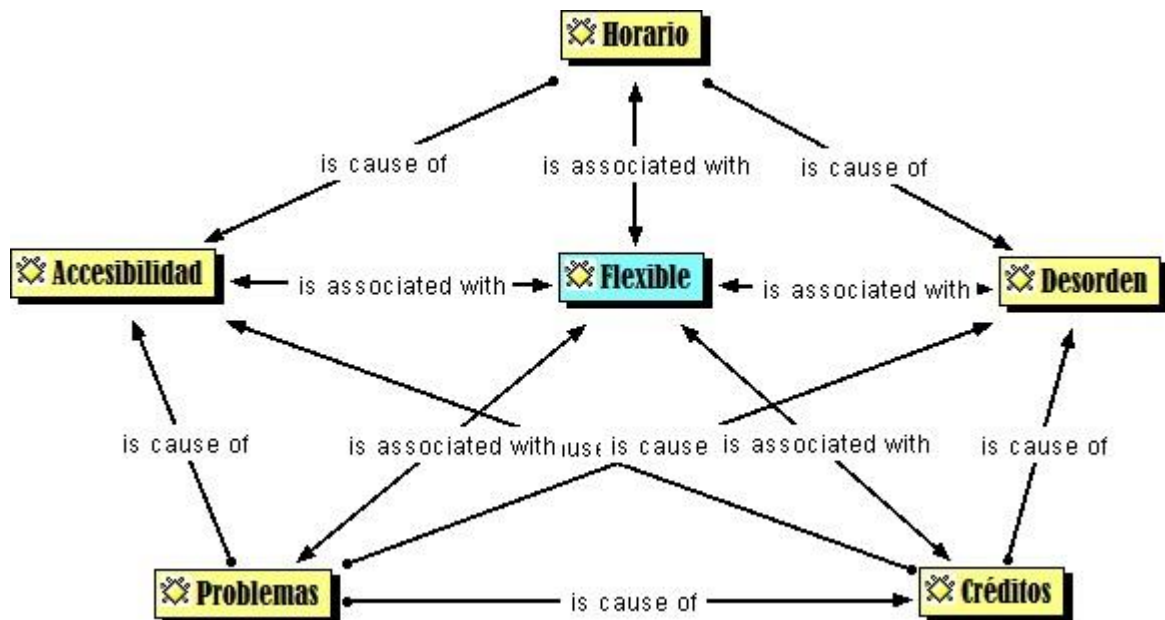 Horario
is cause of
is associated with
is cause of
Accesibilidad
is associated with
Flexible
is associated with
Desorden
is cause of
is associated with
is cause
is associated with
is cause of
Problemas
is cause of
Créditos